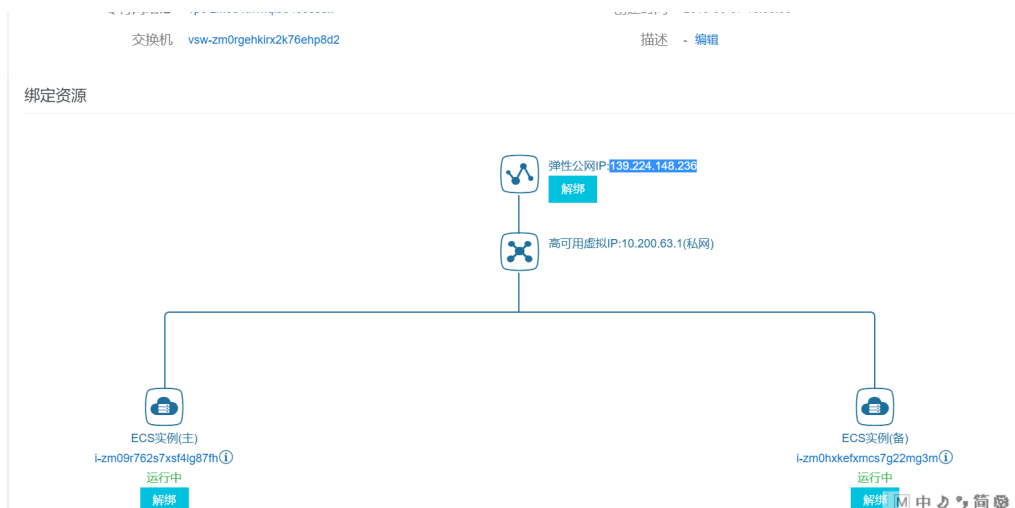 交换机 vsw-zm0rgehkirx2k76ehp8d2
描述 - 编辑
绑定资源
弹性公网IP:139.224.148.236
解绑
高可用虚拟IP:10.200.63.1(私网)
ECS实例(主)
i-zm09r762s7xsf4lg87fh
运行中
解绑
ECS实例(备)
i-zm0hxkefxmcs7g22mg3m
运行中
解绑
M 中 简